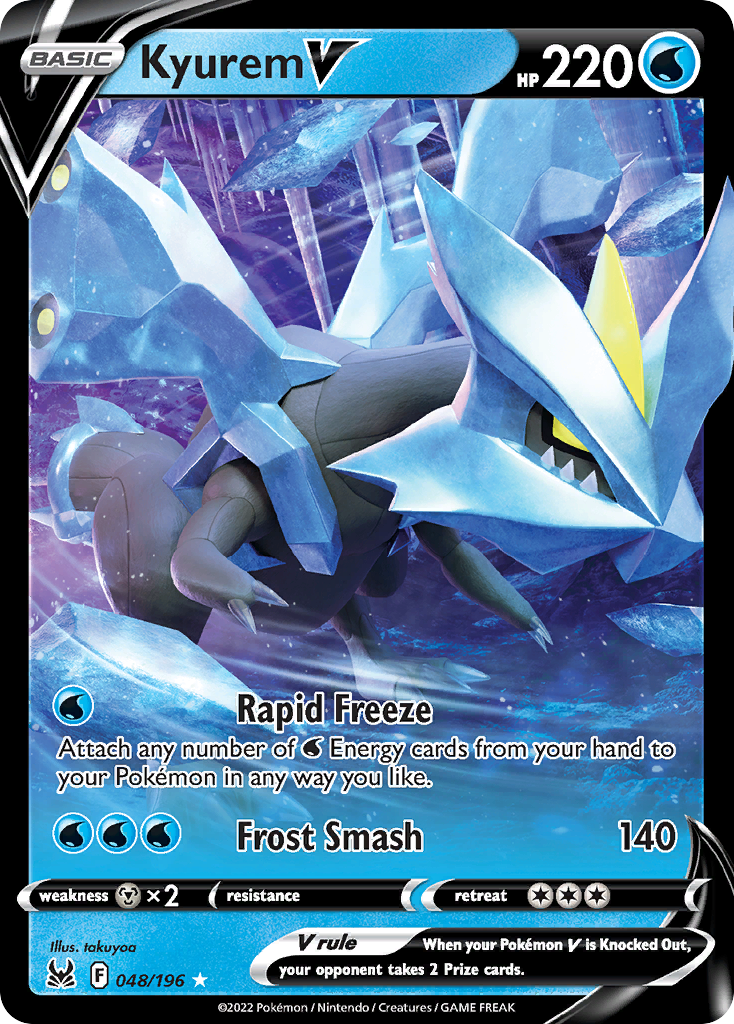 BASIC
Kyurem V
HP 220
Rapid Freeze
Attach any number of Energy cards from your hand to
your Pokémon in any way you like.
Frost Smash 140
weakness ×2 resistance retreat
Illus. takuyoa
V rule
When your Pokémon V is Knocked Out,
your opponent takes 2 Prize cards.
F 048/196 ★
©2022 Pokémon / Nintendo / Creatures / GAME FREAK